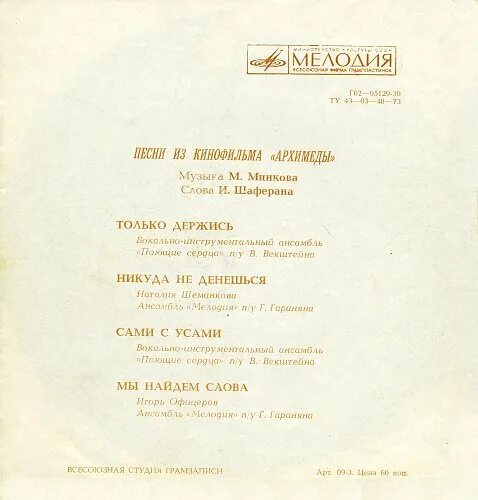 МИНИСТЕРСТВО КУЛЬТУРЫ СССР
МЕЛОДИЯ
ВСЕСОЮЗНАЯ ФИРМА ГРАМПЛАСТИНОК
Г62—05129-30
ТУ 43—03—48—73
ПЕСНИ ИЗ КИНОФИЛЬМА «АРХИМЕДЫ»
Музыка М. Минкова
Слова И. Шаферана
ТОЛЬКО ДЕРЖИСЬ
Вокально-инструментальный ансамбль
«Поющие сердца» п/у В. Векштейна
НИКУДА НЕ ДЕНЕШЬСЯ
Наталия Шеманкова
Ансамбль «Мелодия» п/у Г. Гараняна
САМИ С УСАМИ
Вокально-инструментальный ансамбль
«Поющие сердца» п/у В. Векштейна
МЫ НАЙДЕМ СЛОВА
Игорь Офицеров
Ансамбль «Мелодия» п/у Г. Гараняна
ВСЕСОЮЗНАЯ СТУДИЯ ГРАМЗАПИСИ
Арт. 09-3. Цена 60 коп.